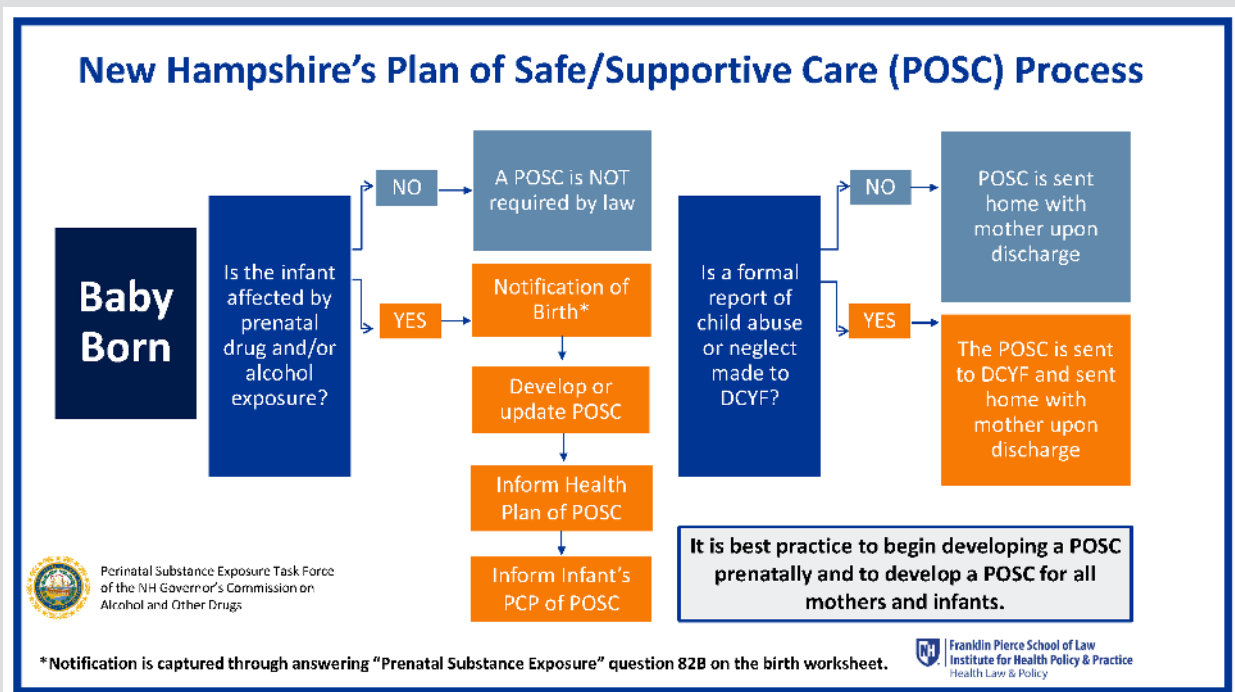 New Hampshire's Plan of Safe/Supportive Care (POSC) Process
Baby
Born
Is the infant
affected by
prenatal
drug and/or
alcohol
exposure?
NO
A POSC is NOT
required by law
YES
Notification of
Birth*
Develop or
update POSC
Inform Health
Plan of POSC
Inform Infant's
PCP of POSC
Is a formal
report of
child abuse
or neglect
made to
DCYF?
NO
POSC is sent
home with
mother upon
discharge
YES
The POSC is sent
to DCYF and sent
home with
mother upon
discharge
It is best practice to begin developing a POSC
prenatally and to develop a POSC for all
mothers and infants.
Perinatal Substance Exposure Task Force
of the NH Governor's Commission on
Alcohol and Other Drugs
*Notification is captured through answering "Prenatal Substance Exposure" question 82B on the birth worksheet.
NH
Franklin Pierce School of Law
Institute for Health Policy & Practice
Health Law & Policy